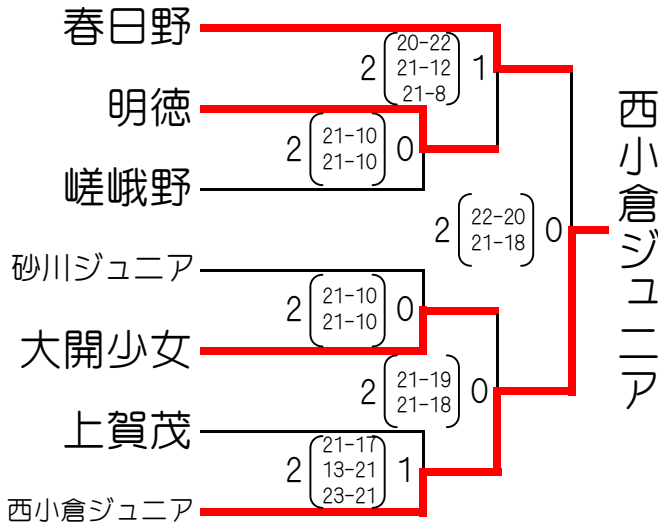 春日野
2 20-22 1
21-12
21-8
明徳
2 21-10 0
21-10
嵯峨野
2 22-20 0
21-18
西小倉ジュニア
砂川ジュニア
2 21-10 0
21-10
大開少女
2 21-19 0
21-18
上賀茂
2 21-17 1
13-21
23-21
西小倉ジュニア